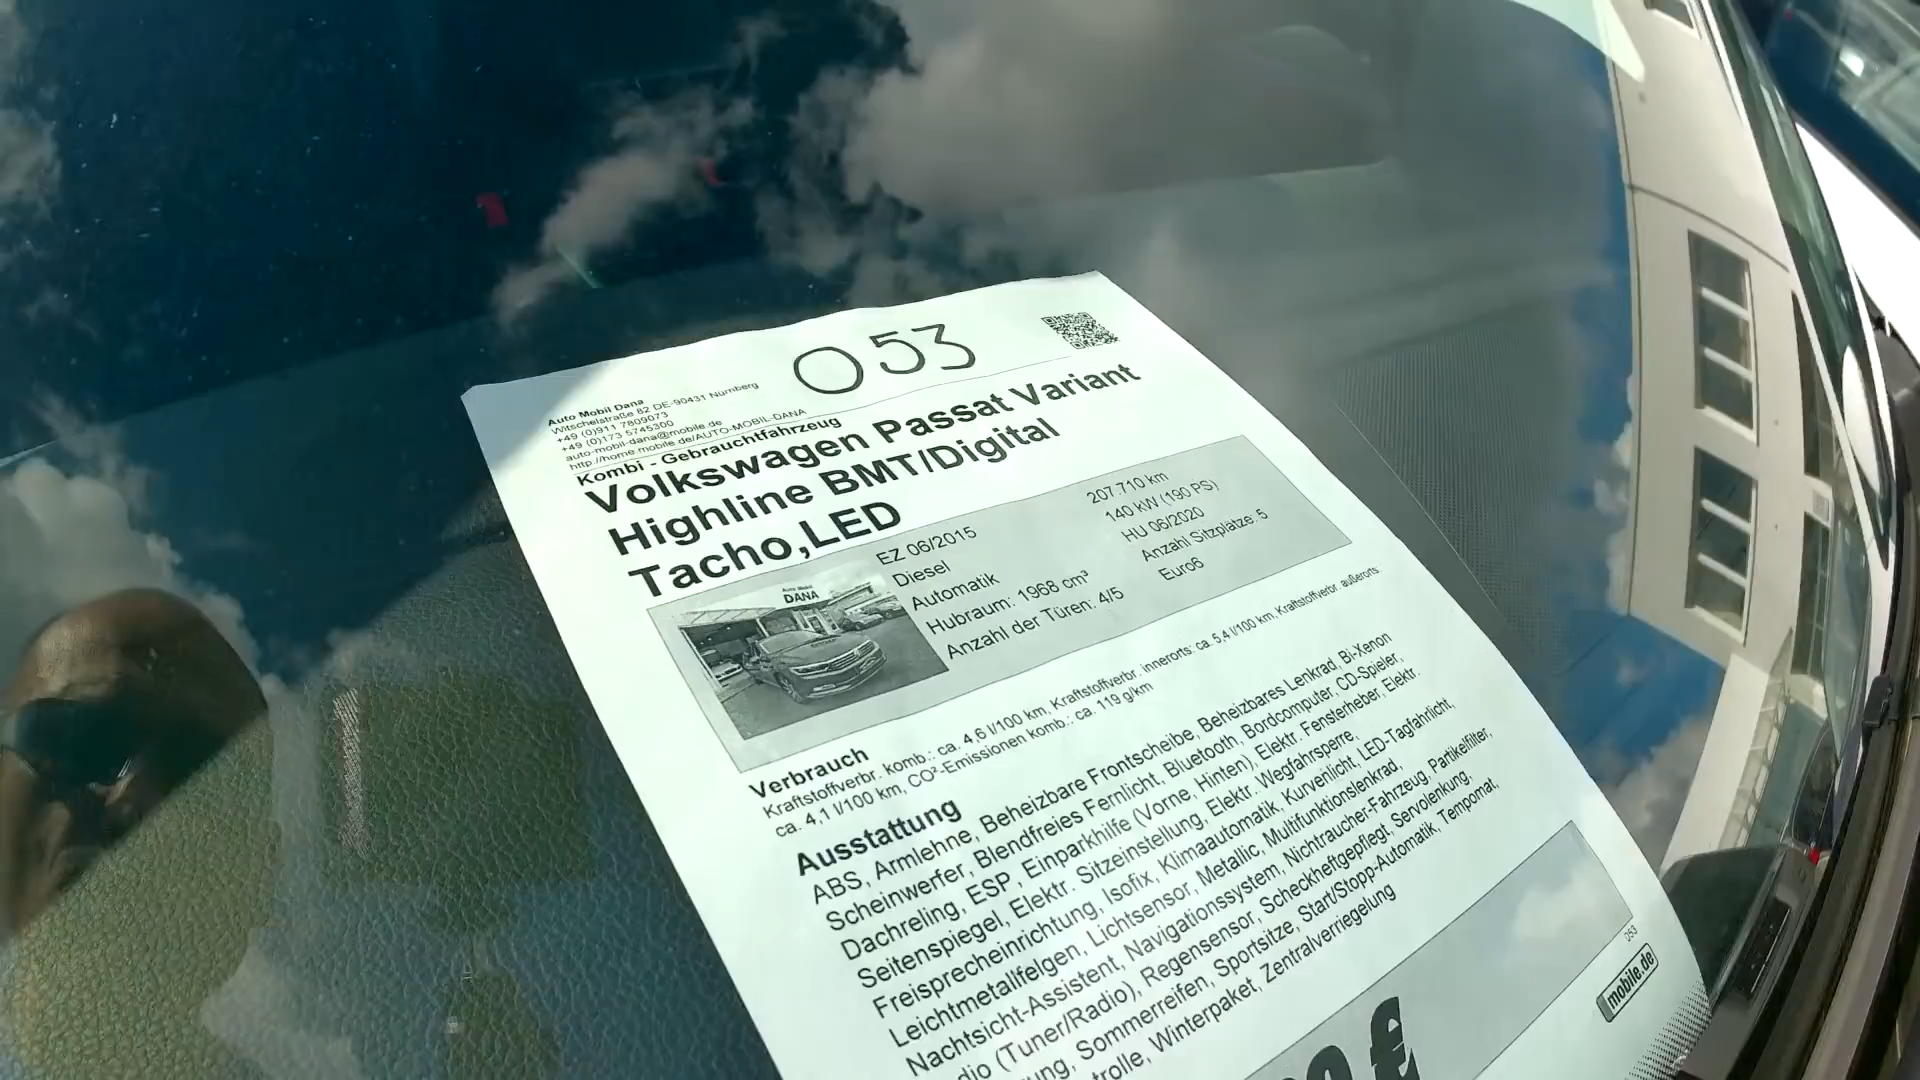 053
Auto Mobil Dana
Witschelstraße 82 DE-90431 Nürnberg
+49 (0)911 7809073
+49 (0)173 5745300
auto-mobil-dana@mobile.de
http://home.mobile.de/AUTO-MOBIL-DANA
Kombi - Gebrauchtfahrzeug
Volkswagen Passat Variant
Highline BMT/Digital
Tacho,LED
Auto Mobil
DANA
EZ 06/2015
Diesel
Automatik
Hubraum: 1968 cm³
Anzahl der Türen: 4/5
207.710 km
140 kW (190 PS)
HU 06/2020
Anzahl Sitzplätze: 5
Euro6
Verbrauch
Kraftstoffverbr. komb.: ca. 4,6 l/100 km, Kraftstoffverbr. innerorts: ca. 5,4 l/100 km, Kraftstoffverbr. außerorts:
ca. 4,1 l/100 km, CO²-Emissionen komb.: ca. 119 g/km
Ausstattung
ABS, Armlehne, Beheizbare Frontscheibe, Beheizbares Lenkrad, Bi-Xenon
Scheinwerfer, Blendfreies Fernlicht, Bluetooth, Bordcomputer, CD-Spieler,
Dachreling, ESP, Einparkhilfe (Vorne, Hinten), Elektr. Fensterheber, Elektr.
Seitenspiegel, Elektr. Sitzeinstellung, Elektr. Wegfahrsperre,
Freisprecheinrichtung, Isofix, Klimaautomatik, Kurvenlicht, LED-Tagfahrlicht,
Leichtmetallfelgen, Lichtsensor, Metallic, Multifunktionslenkrad,
Nachtsicht-Assistent, Navigationssystem, Nichtraucher-Fahrzeug, Partikelfilter,
dio (Tuner/Radio), Regensensor, Scheckheftgepflegt, Servolenkung,
ung, Sommerreifen, Sportsitze, Start/Stopp-Automatik, Tempomat,
trolle, Winterpaket, Zentralverriegelung
€
053
mobile.de